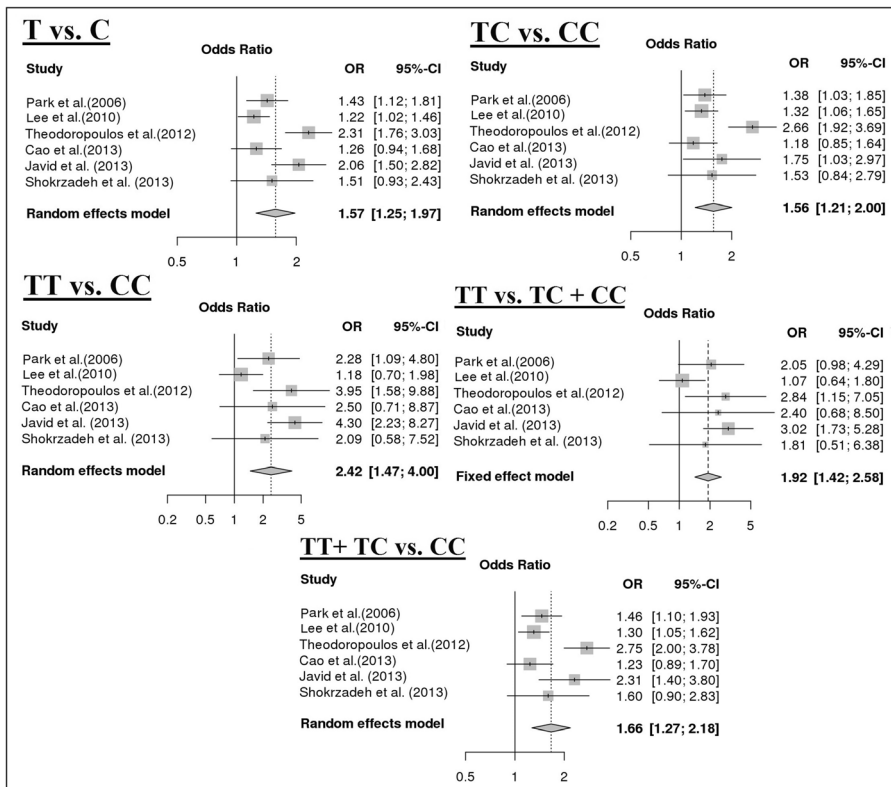 T vs. C
Odds Ratio
Study OR 95%-CI
Park et al.(2006) 1.43 [1.12; 1.81]
Lee et al.(2010) 1.22 [1.02; 1.46]
Theodoropoulos et al.(2012) 2.31 [1.76; 3.03]
Cao et al.(2013) 1.26 [0.94; 1.68]
Javid et al. (2013) 2.06 [1.50; 2.82]
Shokrzadeh et al. (2013) 1.51 [0.93; 2.43]
Random effects model 1.57 [1.25; 1.97]
0.5 1 2
TC vs. CC
Odds Ratio
Study OR 95%-CI
Park et al.(2006) 1.38 [1.03; 1.85]
Lee et al.(2010) 1.32 [1.06; 1.65]
Theodoropoulos et al.(2012) 2.66 [1.92; 3.69]
Cao et al.(2013) 1.18 [0.85; 1.64]
Javid et al. (2013) 1.75 [1.03; 2.97]
Shokrzadeh et al. (2013) 1.53 [0.84; 2.79]
Random effects model 1.56 [1.21; 2.00]
0.5 1 2
TT vs. CC
Odds Ratio
Study OR 95%-CI
Park et al.(2006) 2.28 [1.09; 4.80]
Lee et al.(2010) 1.18 [0.70; 1.98]
Theodoropoulos et al.(2012) 3.95 [1.58; 9.88]
Cao et al.(2013) 2.50 [0.71; 8.87]
Javid et al. (2013) 4.30 [2.23; 8.27]
Shokrzadeh et al. (2013) 2.09 [0.58; 7.52]
Random effects model 2.42 [1.47; 4.00]
0.2 1 2 5
TT vs. TC + CC
Odds Ratio
Study OR 95%-CI
Park et al.(2006) 2.05 [0.98; 4.29]
Lee et al.(2010) 1.07 [0.64; 1.80]
Theodoropoulos et al.(2012) 2.84 [1.15; 7.05]
Cao et al.(2013) 2.40 [0.68; 8.50]
Javid et al. (2013) 3.02 [1.73; 5.28]
Shokrzadeh et al. (2013) 1.81 [0.51; 6.38]
Fixed effect model 1.92 [1.42; 2.58]
0.2 1 2 5
TT+ TC vs. CC
Odds Ratio
Study OR 95%-CI
Park et al.(2006) 1.46 [1.10; 1.93]
Lee et al.(2010) 1.30 [1.05; 1.62]
Theodoropoulos et al.(2012) 2.75 [2.00; 3.78]
Cao et al.(2013) 1.23 [0.89; 1.70]
Javid et al. (2013) 2.31 [1.40; 3.80]
Shokrzadeh et al. (2013) 1.60 [0.90; 2.83]
Random effects model 1.66 [1.27; 2.18]
0.5 1 2